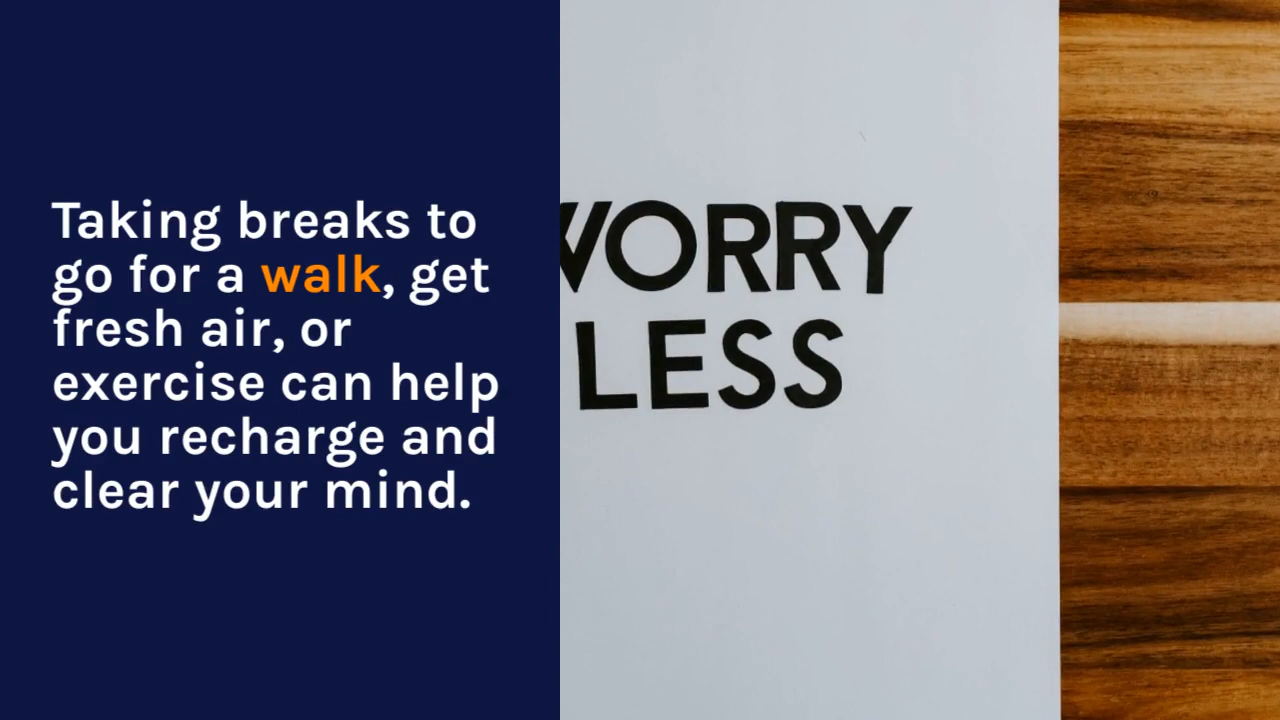 Taking breaks to
go for a walk, get
fresh air, or
exercise can help
you recharge and
clear your mind.
WORRY
LESS